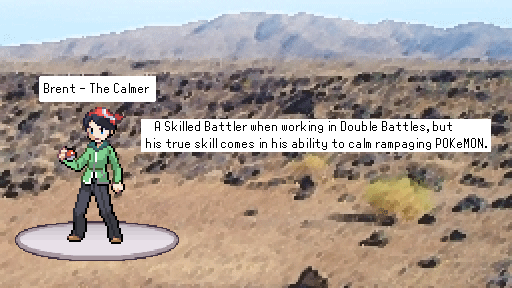 Brent - The Calmer
A Skilled Battler when working in Double Battles, but
his true skill comes in his ability to calm rampaging POKéMON.